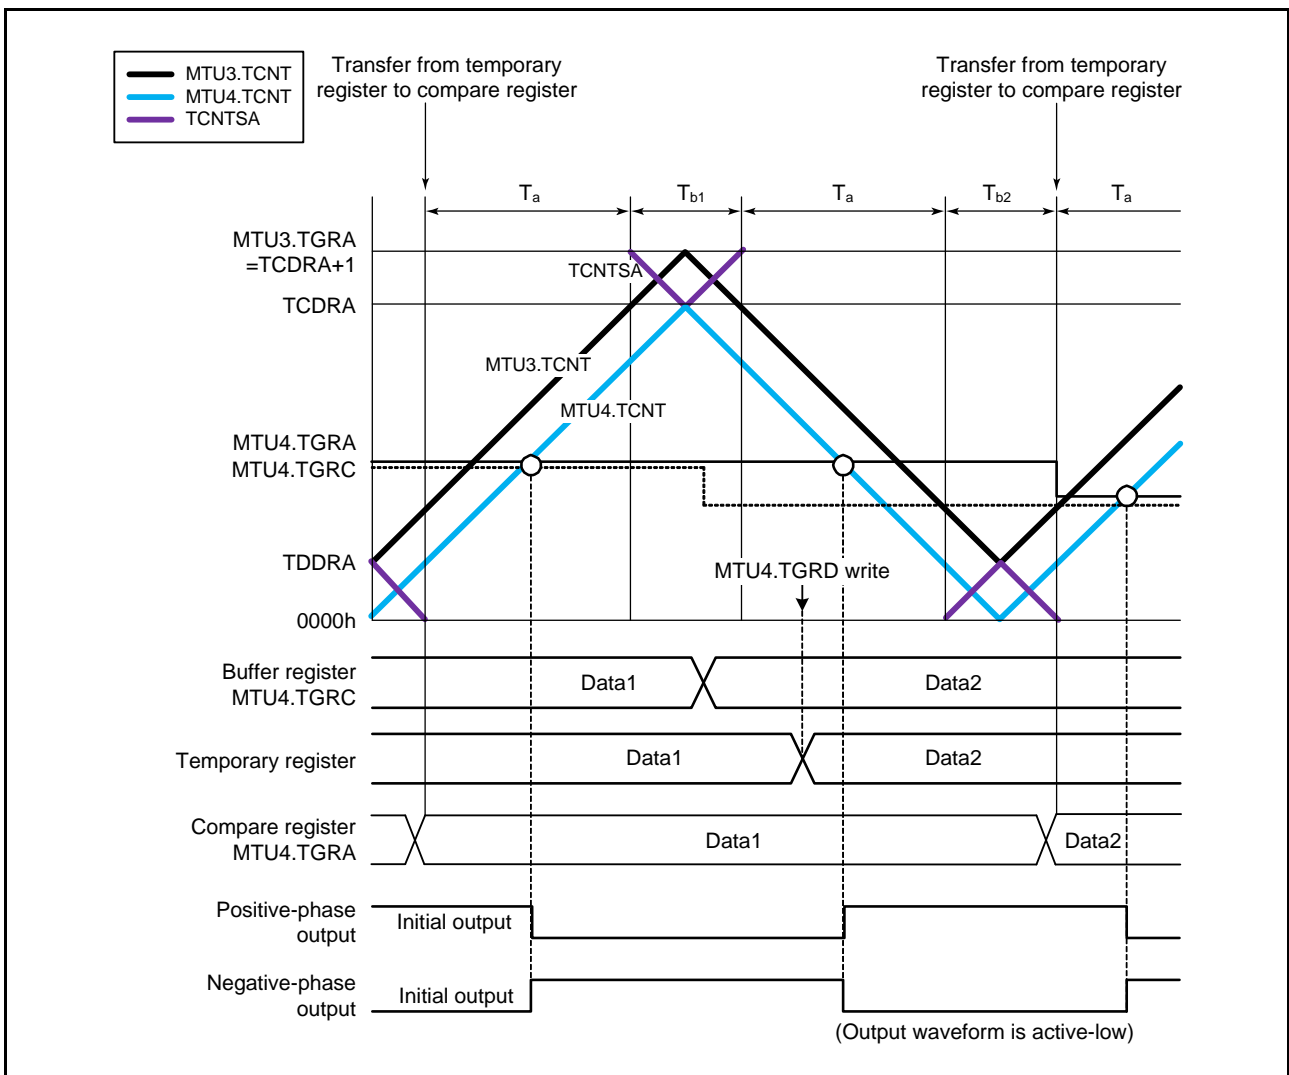 MTU3.TCNT
MTU4.TCNT
TCNTSA
Transfer from temporary
register to compare register
Transfer from temporary
register to compare register
Ta
Tb1
Ta
Tb2
Ta
MTU3.TGRA
=TCDRA+1
TCNTSA
TCDRA
MTU3.TCNT
MTU4.TCNT
MTU4.TGRA
MTU4.TGRC
TDDRA
MTU4.TGRD write
0000h
Buffer register
MTU4.TGRC
Data1
Data2
Temporary register
Data1
Data2
Compare register
MTU4.TGRA
Data1
Data2
Positive-phase
output
Initial output
Negative-phase
output
Initial output
(Output waveform is active-low)